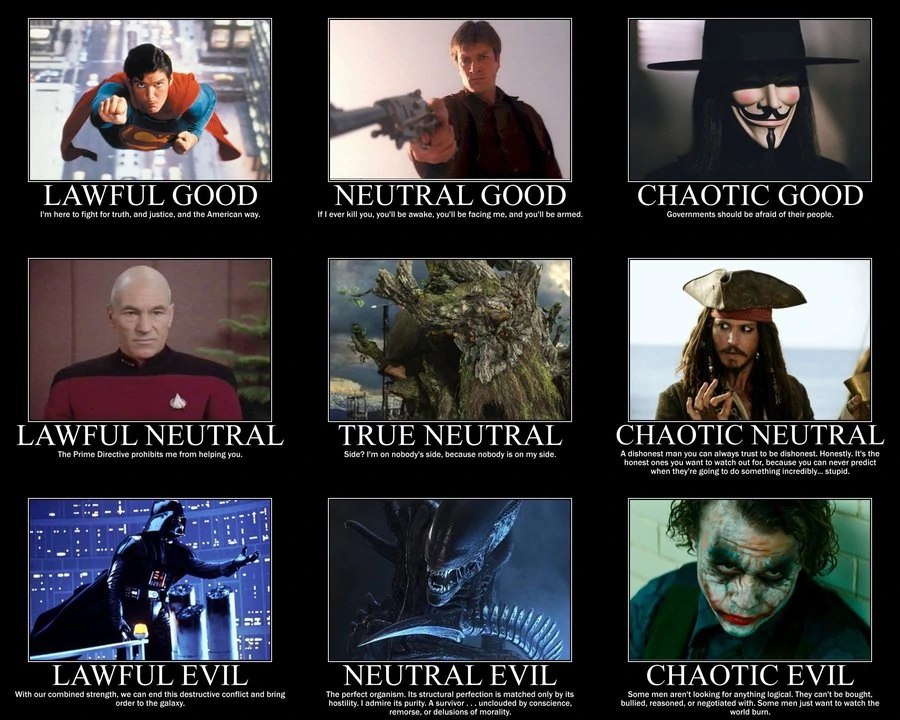 LAWFUL GOOD
I'm here to fight for truth, and justice, and the American way.
NEUTRAL GOOD
If I ever kill you, you'll be awake, you'll be facing me, and you'll be armed.
CHAOTIC GOOD
Governments should be afraid of their people.
LAWFUL NEUTRAL
The Prime Directive prohibits me from helping you.
TRUE NEUTRAL
Side? I'm on nobody's side, because nobody is on my side.
CHAOTIC NEUTRAL
A dishonest man you can always trust to be dishonest. Honestly. It's the
honest ones you want to watch out for, because you can never predict
when they're going to do something incredibly... stupid.
LAWFUL EVIL
With our combined strength, we can end this destructive conflict and bring
order to the galaxy.
NEUTRAL EVIL
The perfect organism. Its structural perfection is matched only by its
hostility. I admire its purity. A survivor . . . unclouded by conscience,
remorse, or delusions of morality.
CHAOTIC EVIL
Some men aren't looking for anything logical. They can't be bought,
bullied, reasoned, or negotiated with. Some men just want to watch the
world burn.